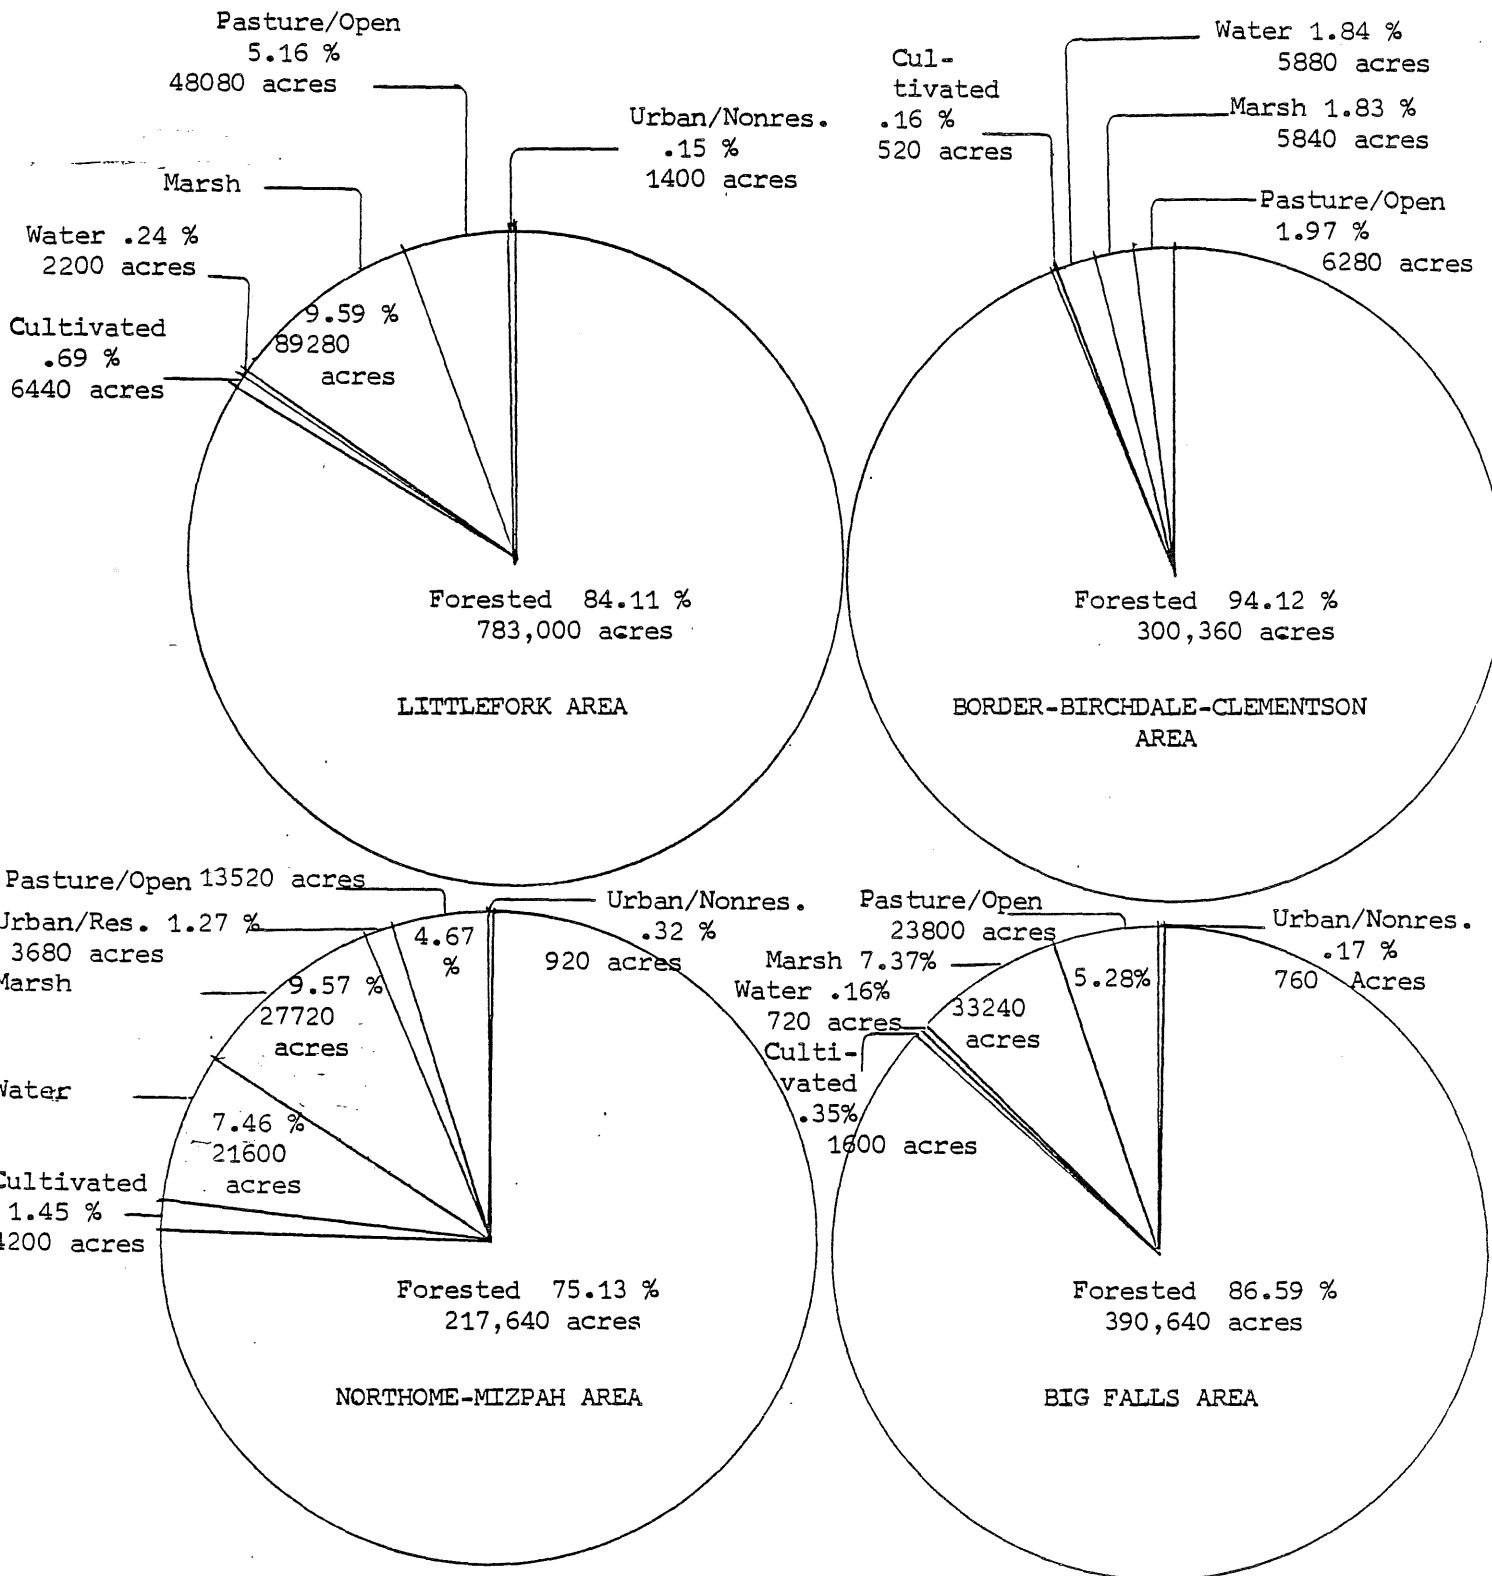 Pasture/Open
5.16 %
48080 acres
Urban/Nonres.
.15 %
1400 acres
Marsh
Water .24 %
2200 acres
9.59 %
89280
acres
Cultivated
.69 %
6440 acres
Forested 84.11 %
783,000 acres
LITTLEFORK AREA
Cul-
tivated
.16 %
520 acres
Water 1.84 %
5880 acres
Marsh 1.83 %
5840 acres
Pasture/Open
1.97 %
6280 acres
Forested 94.12 %
300,360 acres
BORDER-BIRCHDALE-CLEMENTSON
AREA
Pasture/Open 13520 acres
Urban/Res. 1.27 %
3680 acres
Marsh
4.67
%
Urban/Nonres.
.32 %
920 acres
9.57 %
27720
acres
Water
7.46 %
21600
acres
Cultivated
1.45 %
4200 acres
Forested 75.13 %
217,640 acres
NORTHOME-MIZPAH AREA
Pasture/Open
23800 acres
Marsh 7.37%
Water .16%
720 acres
Culti-
vated
.35%
1600 acres
5.28%
33240
acres
Urban/Nonres.
.17 %
760 Acres
Forested 86.59 %
390,640 acres
BIG FALLS AREA